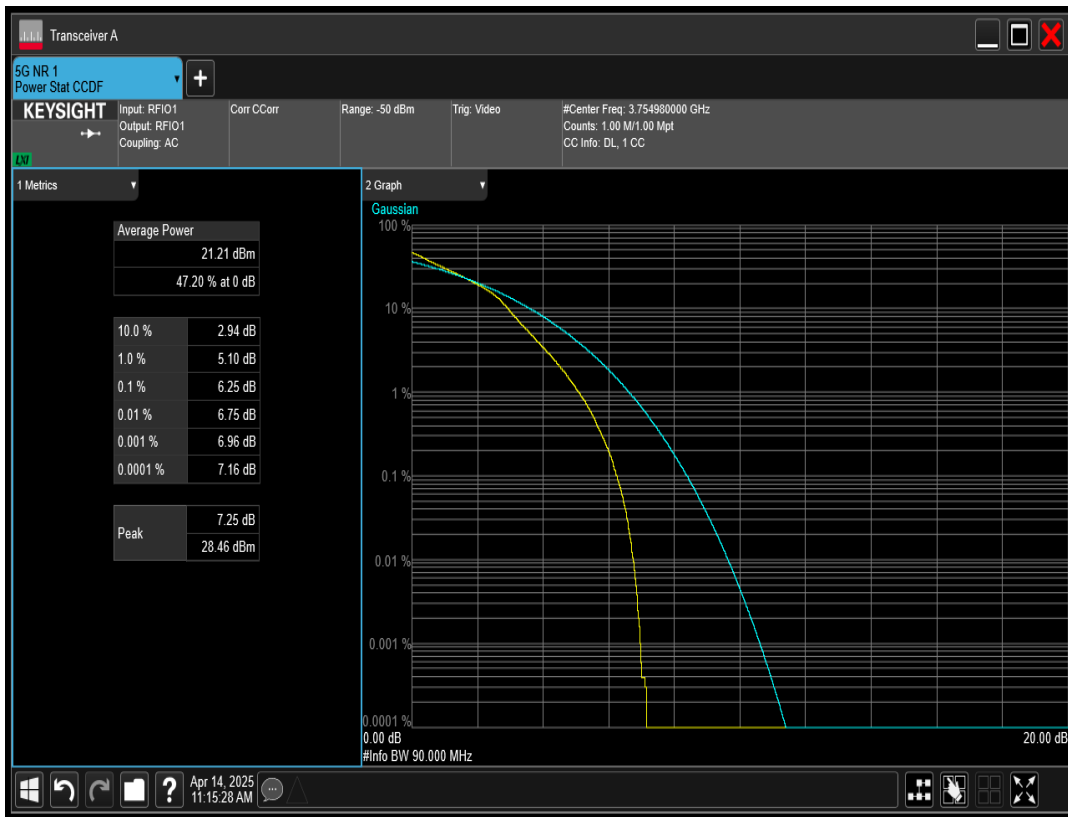 Transceiver A
5G NR 1
Power Stat CCDF
+
KEYSIGHT
LXI
Input: RFIO1
Output: RFIO1
Coupling: AC
Corr CCorr
Range: -50 dBm
Trig: Video
#Center Freq: 3.754980000 GHz
Counts: 1.00 M/1.00 Mpt
CC Info: DL, 1 CC
1 Metrics
Average Power
21.21 dBm
47.20 % at 0 dB
10.0 % 2.94 dB
1.0 % 5.10 dB
0.1 % 6.25 dB
0.01 % 6.75 dB
0.001 % 6.96 dB
0.0001 % 7.16 dB
Peak 7.25 dB
28.46 dBm
2 Graph
Gaussian
100 %
10 %
1 %
0.1 %
0.01 %
0.001 %
0.0001 %
0.00 dB 20.00 dB
#Info BW 90.000 MHz
?
Apr 14, 2025
11:15:28 AM